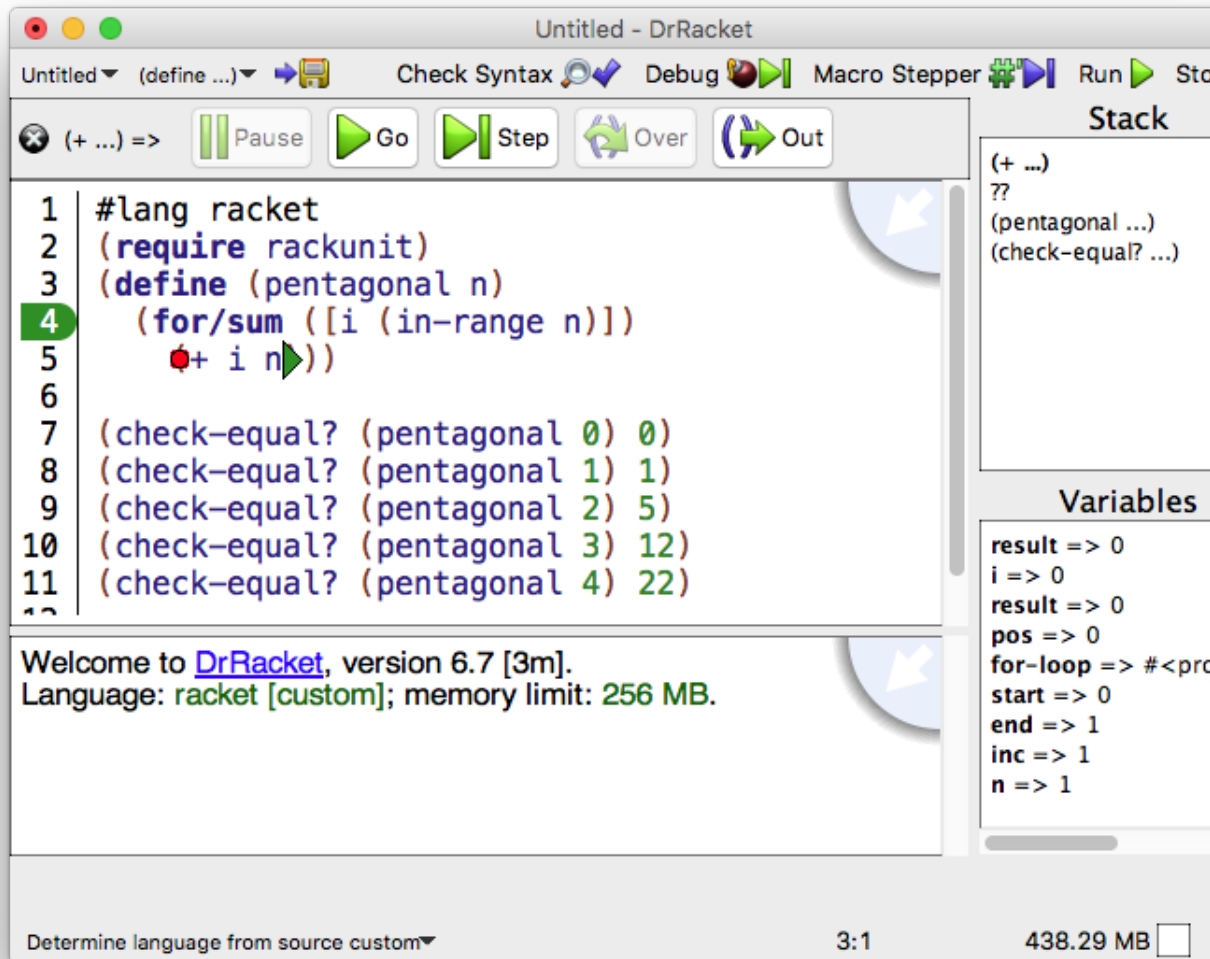 Untitled - DrRacket
Untitled (define ...) Check Syntax Debug Macro Stepper Run
(+ ...) => Pause Go Step Over Out
1 #lang racket
2 (require rackunit)
3 (define (pentagonal n)
4 (for/sum ([i (in-range n)])
5 (+ i n)))
6
7 (check-equal? (pentagonal 0) 0)
8 (check-equal? (pentagonal 1) 1)
9 (check-equal? (pentagonal 2) 5)
10 (check-equal? (pentagonal 3) 12)
11 (check-equal? (pentagonal 4) 22)
Welcome to DrRacket, version 6.7 [3m].
Language: racket [custom]; memory limit: 256 MB.
Stack
(+ ...)
??
(pentagonal ...)
(check-equal? ...)
Variables
result => 0
i => 0
result => 0
pos => 0
for-loop => #<pro
start => 0
end => 1
inc => 1
n => 1
Determine language from source custom 3:1 438.29 MB